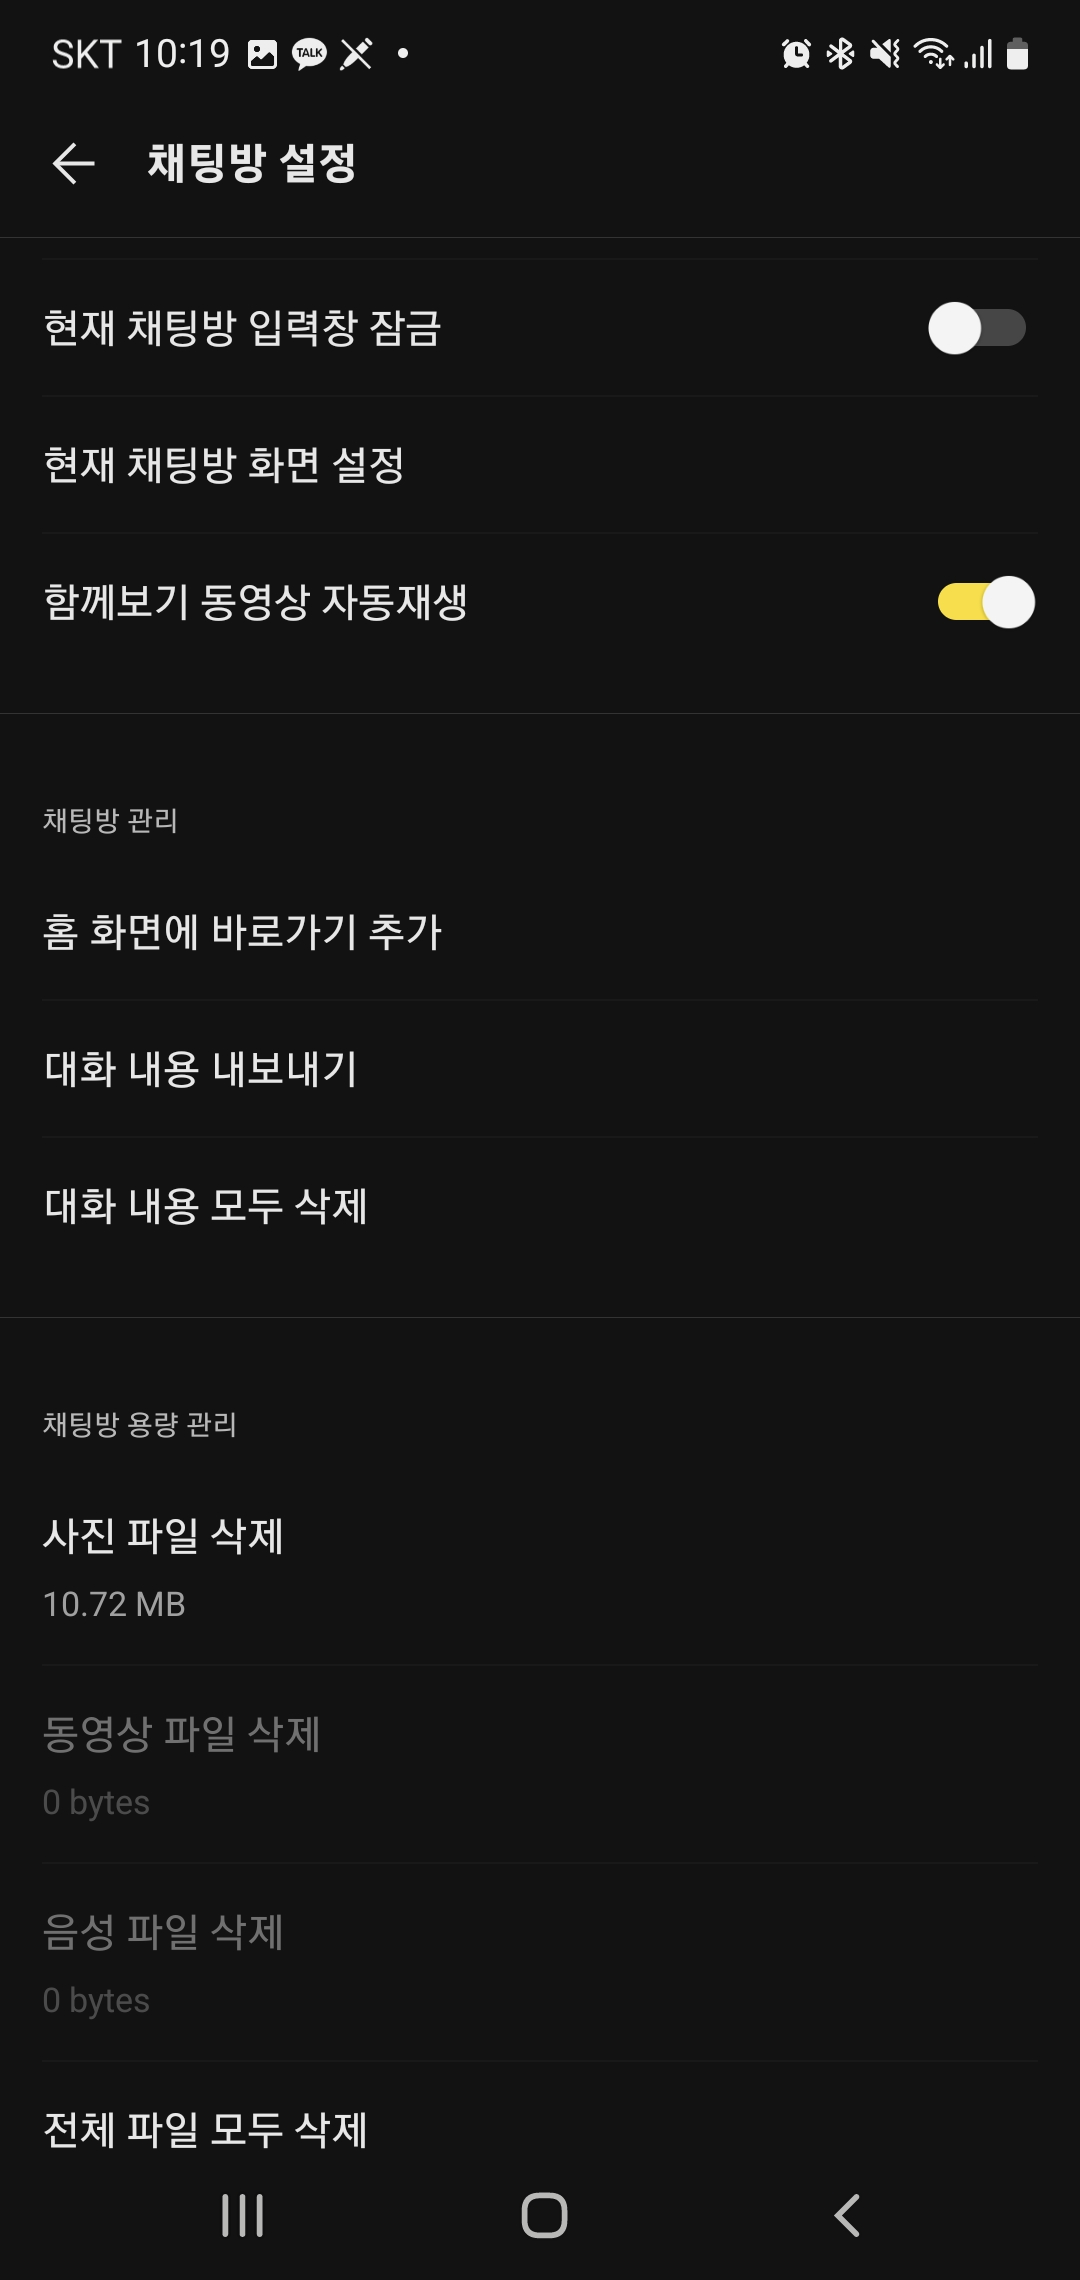 SKT 10:19 TALK
채팅방 설정
현재 채팅방 입력창 잠금
현재 채팅방 화면 설정
함께보기 동영상 자동재생
채팅방 관리
홈 화면에 바로가기 추가
대화 내용 내보내기
대화 내용 모두 삭제
채팅방 용량 관리
사진 파일 삭제
10.72 MB
동영상 파일 삭제
0 bytes
음성 파일 삭제
0 bytes
전체 파일 모두 삭제